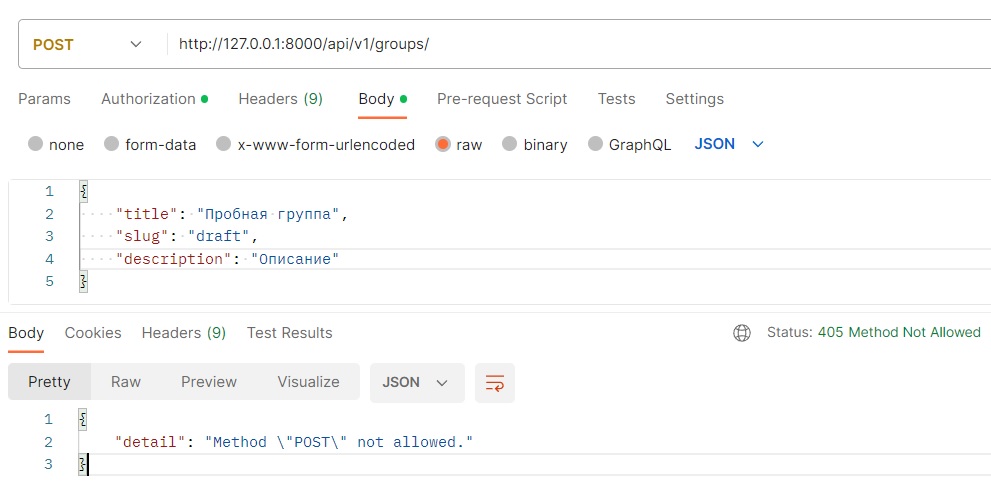 POST http://127.0.0.1:8000/api/v1/groups/
Params Authorization Headers (9) Body Pre-request Script Tests Settings
none form-data x-www-form-urlencoded raw binary GraphQL JSON
1 {
2 "title": "Пробная группа",
3 "slug": "draft",
4 "description": "Описание"
5 }
Body Cookies Headers (9) Test Results Status: 405 Method Not Allowed
Pretty Raw Preview Visualize JSON
1 {
2 "detail": "Method \"POST\" not allowed."
3 }